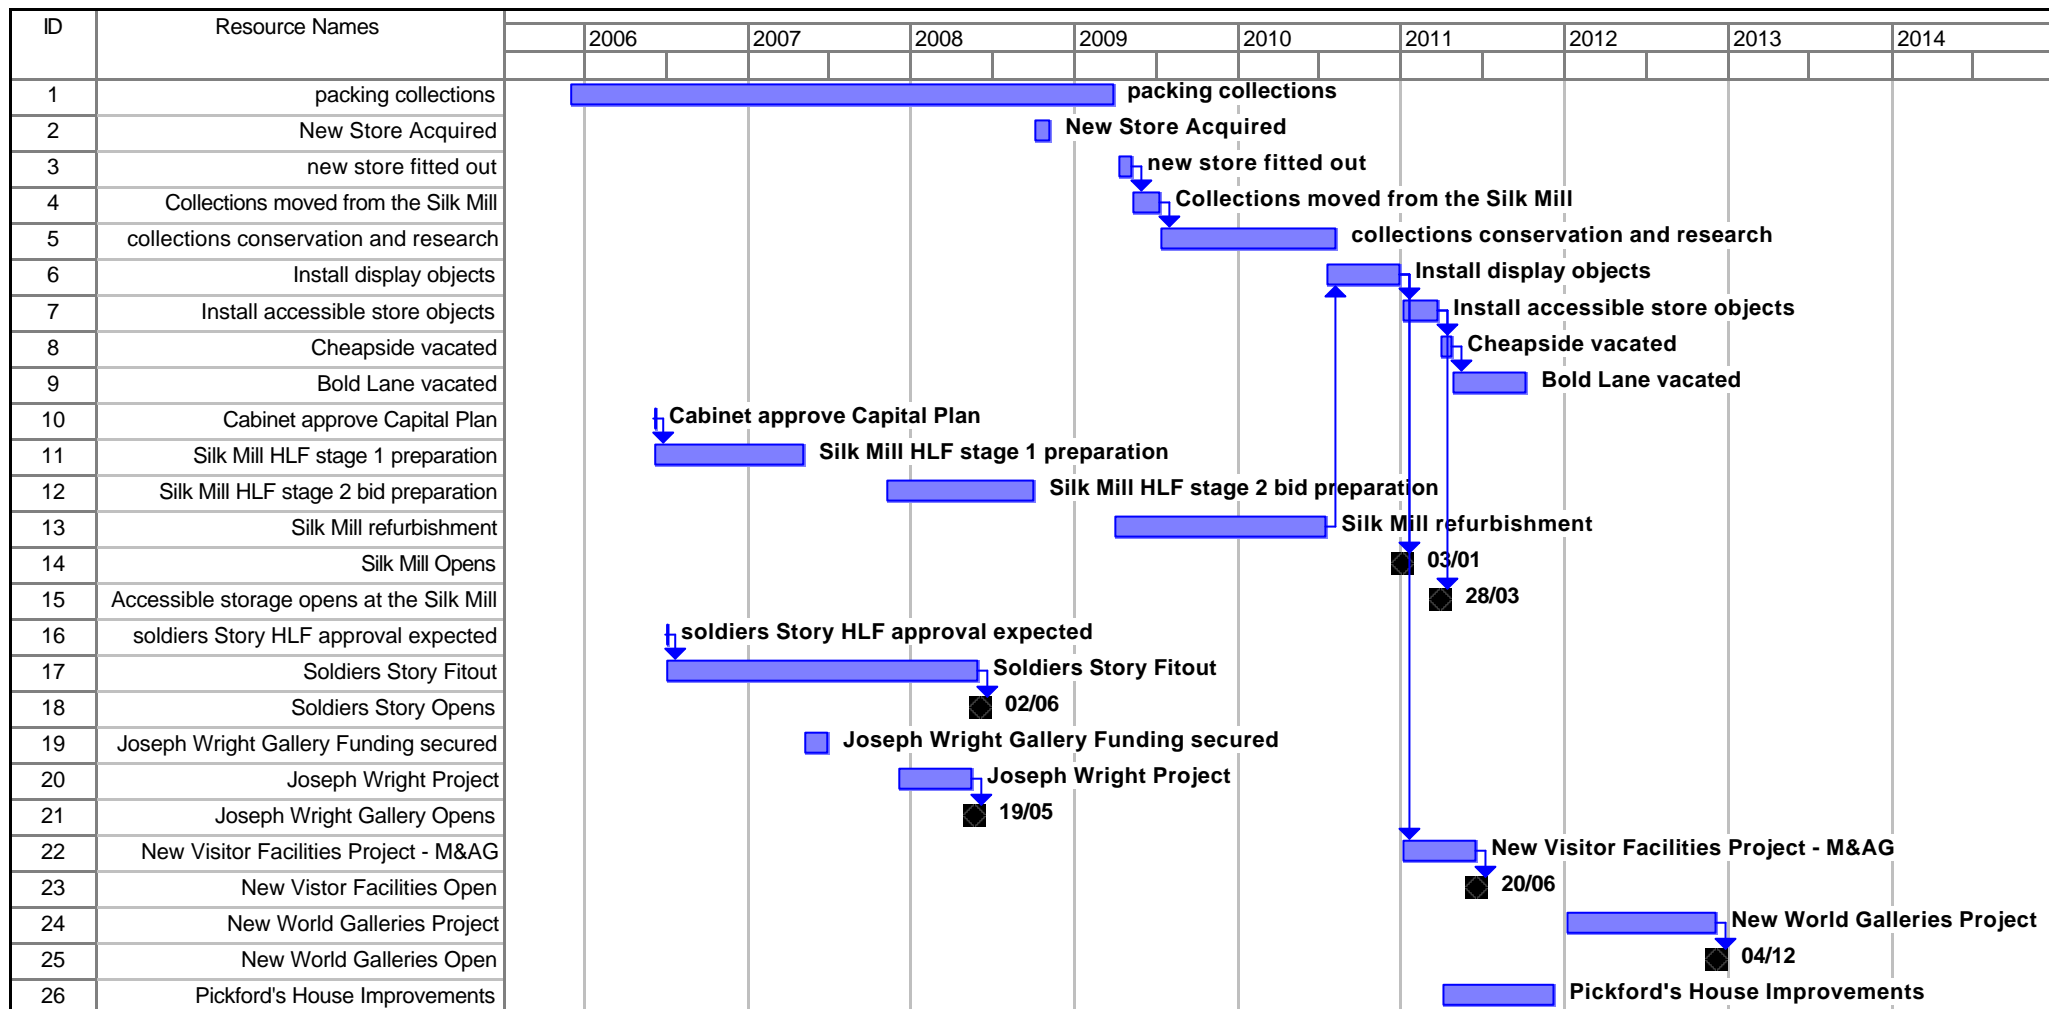 ID Resource Names
2006 2007 2008 2009 2010 2011 2012 2013 2014
1 packing collections packing collections
2 New Store Acquired New Store Acquired
3 new store fitted out new store fitted out
4 Collections moved from the Silk Mill Collections moved from the Silk Mill
5 collections conservation and research collections conservation and research
6 Install display objects Install display objects
7 Install accessible store objects Install accessible store objects
8 Cheapside vacated Cheapside vacated
9 Bold Lane vacated Bold Lane vacated
10 Cabinet approve Capital Plan Cabinet approve Capital Plan
11 Silk Mill HLF stage 1 preparation Silk Mill HLF stage 1 preparation
12 Silk Mill HLF stage 2 bid preparation Silk Mill HLF stage 2 bid preparation
13 Silk Mill refurbishment Silk Mill refurbishment
14 Silk Mill Opens 03/01
15 Accessible storage opens at the Silk Mill 28/03
16 soldiers Story HLF approval expected soldiers Story HLF approval expected
17 Soldiers Story Fitout Soldiers Story Fitout
18 Soldiers Story Opens 02/06
19 Joseph Wright Gallery Funding secured Joseph Wright Gallery Funding secured
20 Joseph Wright Project Joseph Wright Project
21 Joseph Wright Gallery Opens 19/05
22 New Visitor Facilities Project - M&AG New Visitor Facilities Project - M&AG
23 New Vistor Facilities Open 20/06
24 New World Galleries Project New World Galleries Project
25 New World Galleries Open 04/12
26 Pickford's House Improvements Pickford's House Improvements